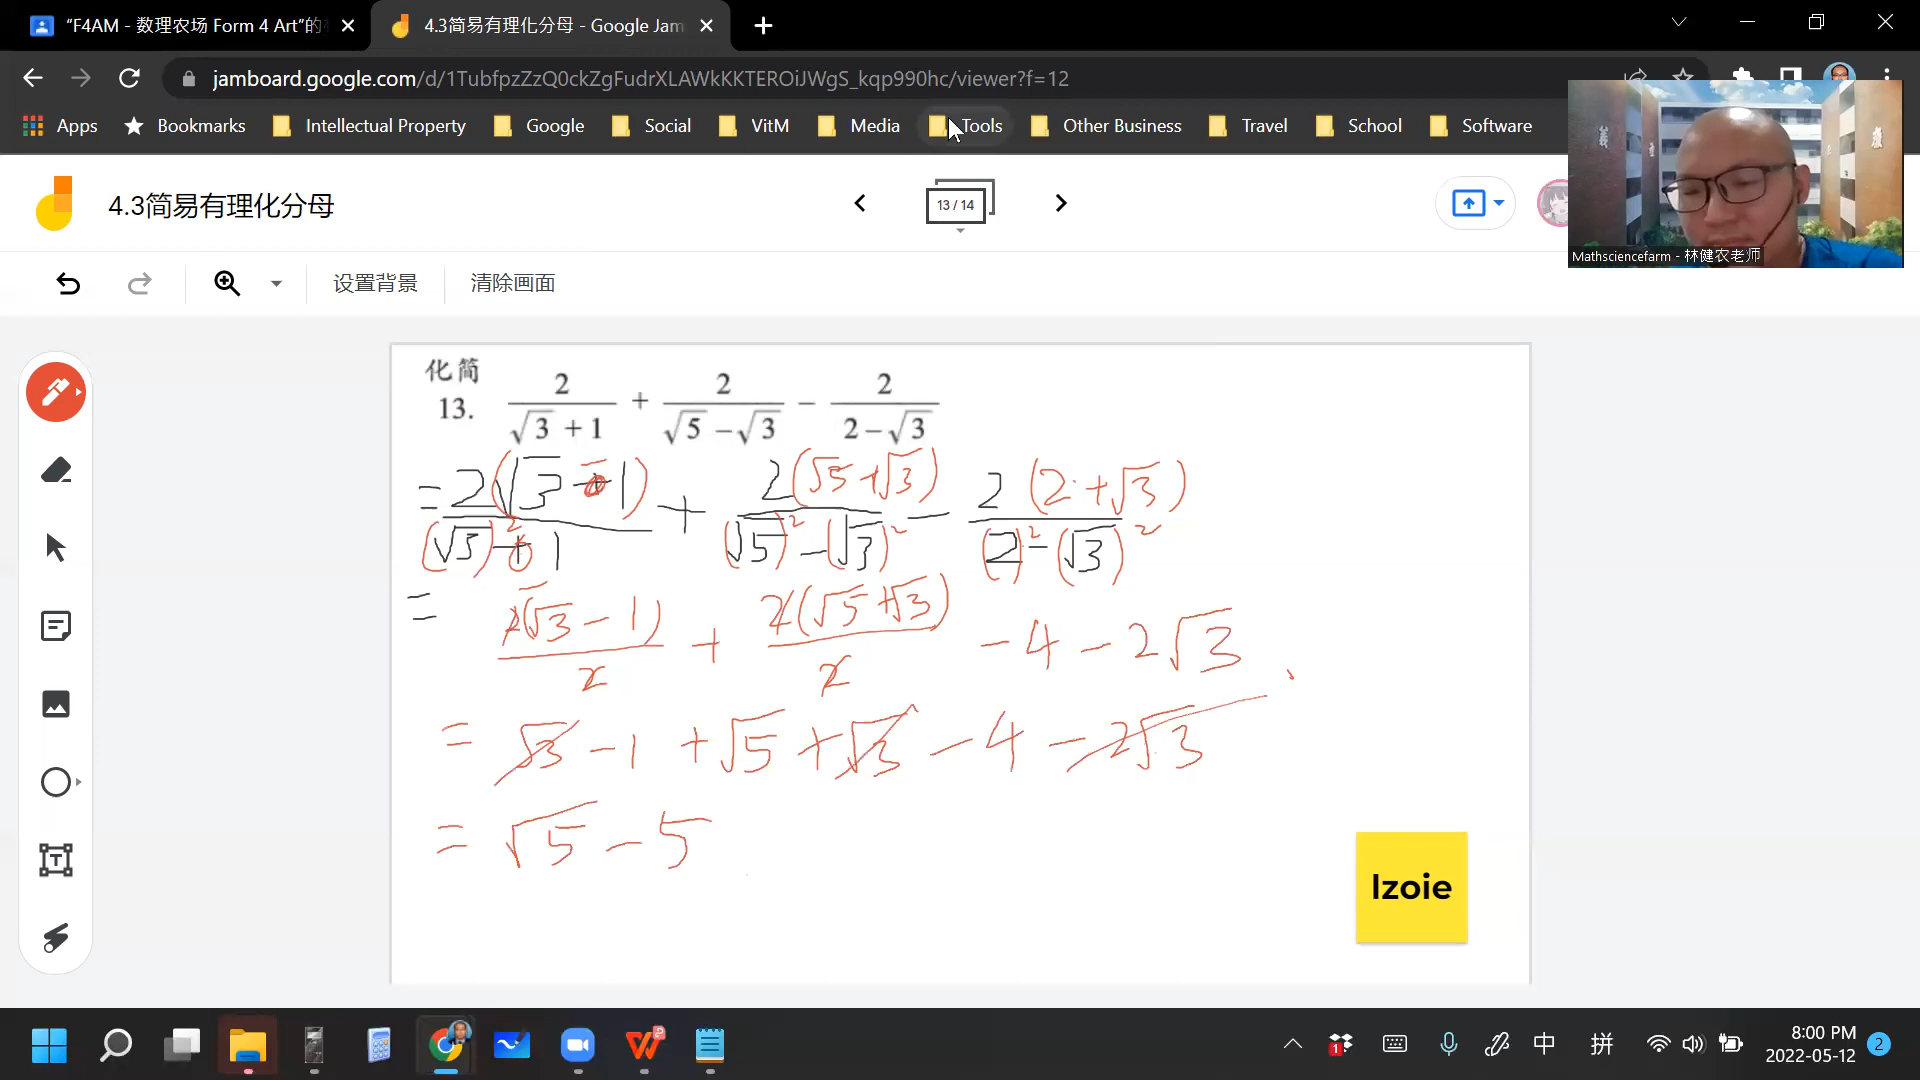 "F4AM - 数理农场 Form 4 Art"的
4.3简易有理化分母 - Google Jam
jamboard.google.com/d/1TubfpzZzQ0ckZgFudrXLAWkKKTEROiJWgS_kqp990hc/viewer?f=12
Apps Bookmarks Intellectual Property Google Social VitM Media Tools Other Business Travel School Software
4.3简易有理化分母
13 / 14
Mathsciencefarm - 林健农老师
设置背景 清除画面
化简
13. 2/(√3 + 1) + 2/(√5 - √3) - 2/(2 - √3)
= 2(√3 - 1)/((√5)² - 1) + 2(√5 + √3)/((√5)² - (√3)²) - 2(2 + √3)/((2)² - (√3)²)
= 2(√3 - 1)/2 + 2(√5 + √3)/2 - 4 - 2√3
= √3 - 1 + √5 + √3 - 4 - 2√3
= √5 - 5
Izoie
T
1
中
拼
8:00 PM
2022-05-12
2